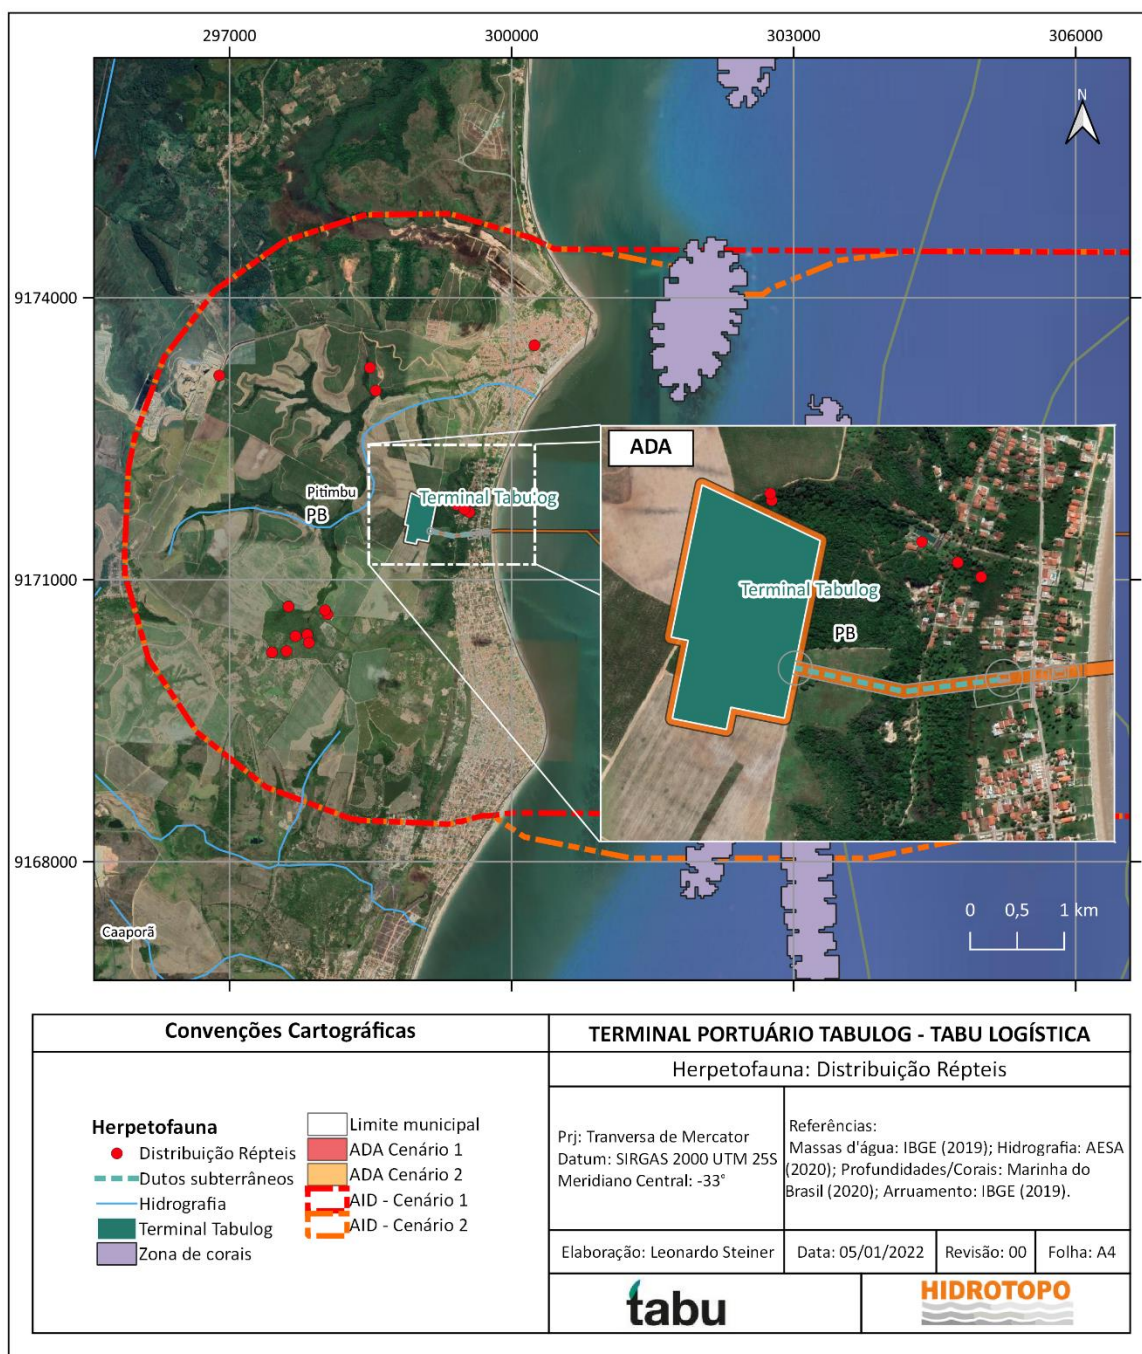 297000 300000 303000 306000
N
9174000
ADA
Pitimbu
PB
Terminal Tabulog
9171000
Terminal Tabulog
PB
9168000
Caaporã
0 0,5 1 km
Convenções Cartográficas
Herpetofauna
Distribuição Répteis
Dutos subterrâneos
Hidrografia
Terminal Tabulog
Zona de corais
Limite municipal
ADA Cenário 1
ADA Cenário 2
AID - Cenário 1
AID - Cenário 2
TERMINAL PORTUÁRIO TABULOG - TABU LOGÍSTICA
Herpetofauna: Distribuição Répteis
Prj: Tranversa de Mercator
Datum: SIRGAS 2000 UTM 25S
Meridiano Central: -33°
Referências:
Massas d'água: IBGE (2019); Hidrografia: AESA
(2020); Profundidades/Corais: Marinha do
Brasil (2020); Arruamento: IBGE (2019).
Elaboração: Leonardo Steiner
Data: 05/01/2022
Revisão: 00
Folha: A4
tabu
HIDROTOPO